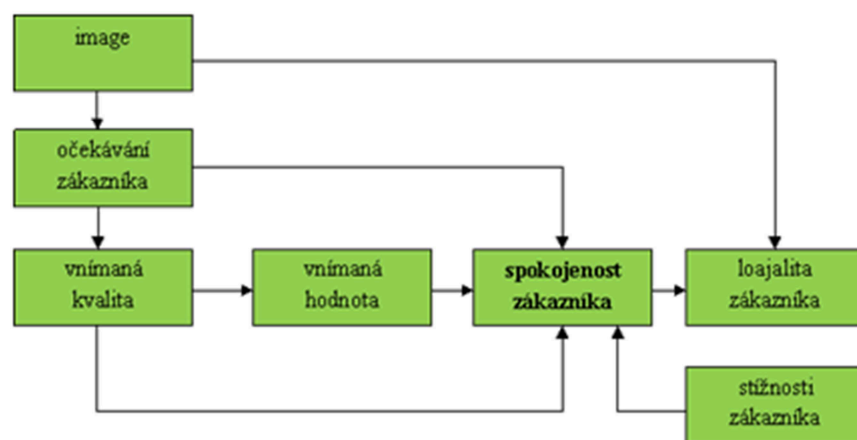 image
očekávání
zákazníka
vnímaná
kvalita
vnímaná
hodnota
spokojenost
zákazníka
loajalita
zákazníka
stížnosti
zákazníka